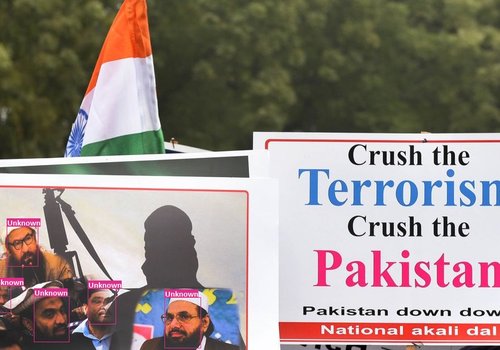 Crush the
Terrorism
Crush the
Pakistan
Pakistan down dow
National akali dal
Unknown
Unknown
Unknown
Unknown
Unknown